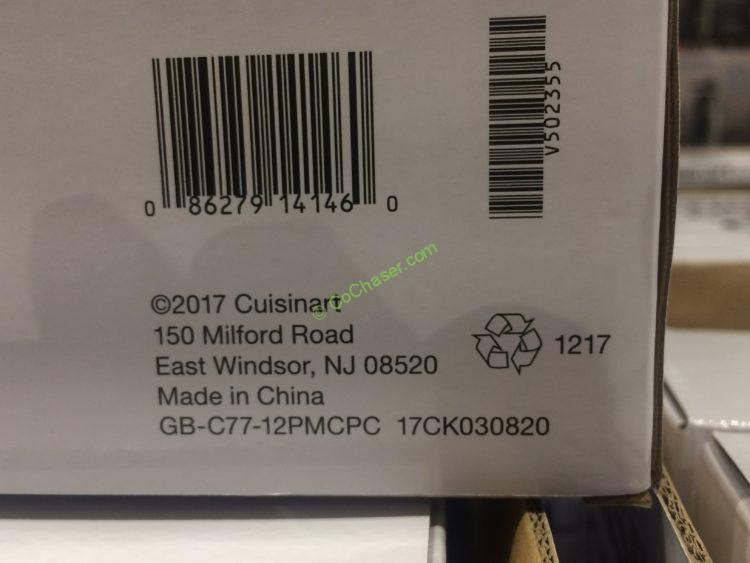 0 86279 14146 0
V502355
© CoChaser.com
©2017 Cuisinart
150 Milford Road
East Windsor, NJ 08520
1217
Made in China
GB-C77-12PMCPC 17CK030820